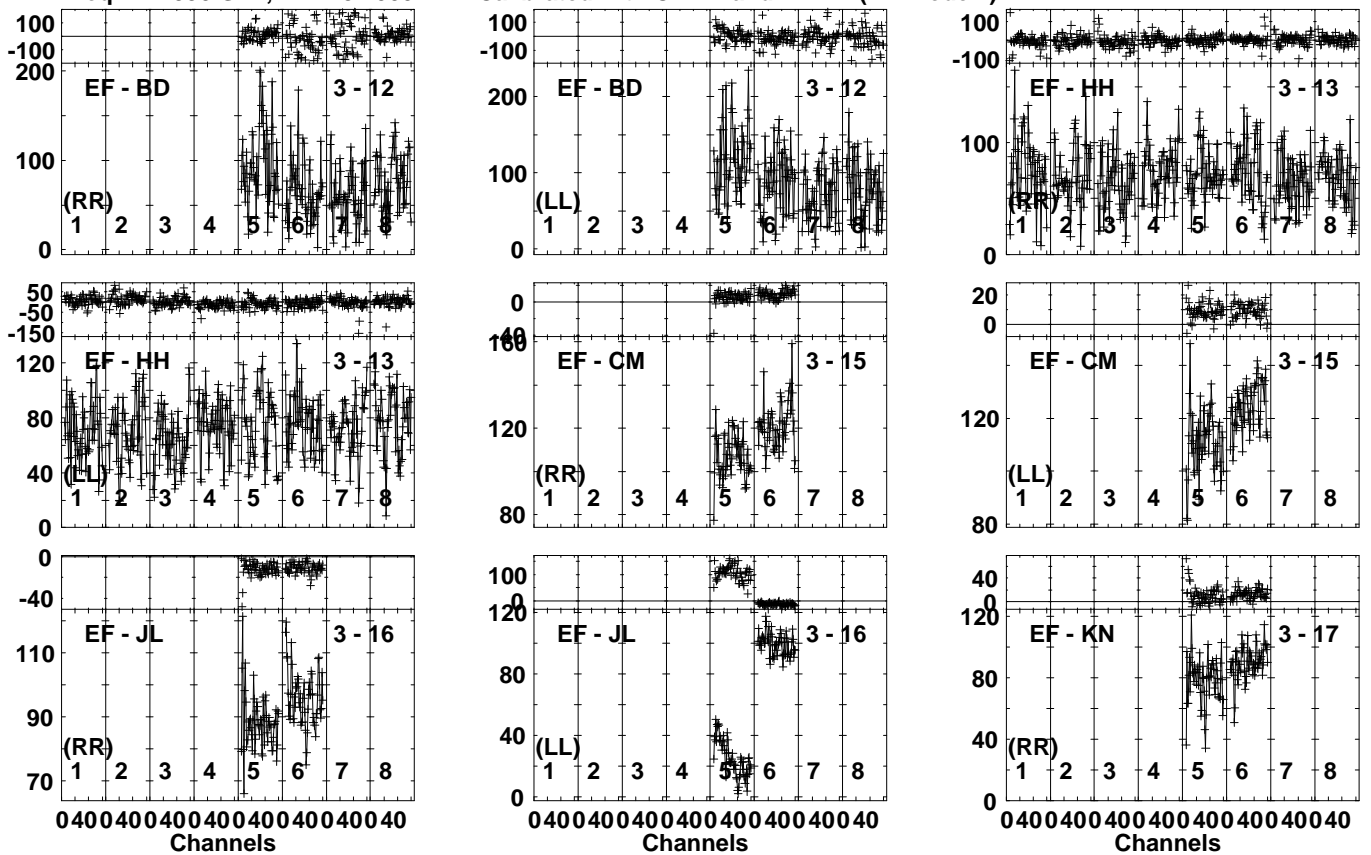 100 100 100
-100 -100 -100
200 EF - BD 3 - 12
100
(RR)
1 2 3 4 5 6 7 8
0
200 EF - BD 3 - 12
100
(LL)
1 2 3 4 5 6 7 8
0
EF - HH 3 - 13
100
(RR)
1 2 3 4 5 6 7 8
0
50
-50
-150
120 EF - HH 3 - 13
80
40 (LL)
1 2 3 4 5 6 7 8
0
0
-40
160 EF - CM 3 - 15
120
(RR)
80 1 2 3 4 5 6 7 8
20
0
EF - CM 3 - 15
120
(LL)
1 2 3 4 5 6 7 8
80
0
-40
EF - JL 3 - 16
110
90
(RR)
70 1 2 3 4 5 6 7 8
100
0
120 EF - JL 3 - 16
80
40
(LL)
1 2 3 4 5 6 7 8
0
40
0
120 EF - KN 3 - 17
80
40 (RR)
1 2 3 4 5 6 7 8
0
0 40 0 40 0 40 0 40 0 40 0 40 0 40 0 40
Channels
0 40 0 40 0 40 0 40 0 40 0 40 0 40 0 40
Channels
0 40 0 40 0 40 0 40 0 40 0 40 0 40 0 40
Channels